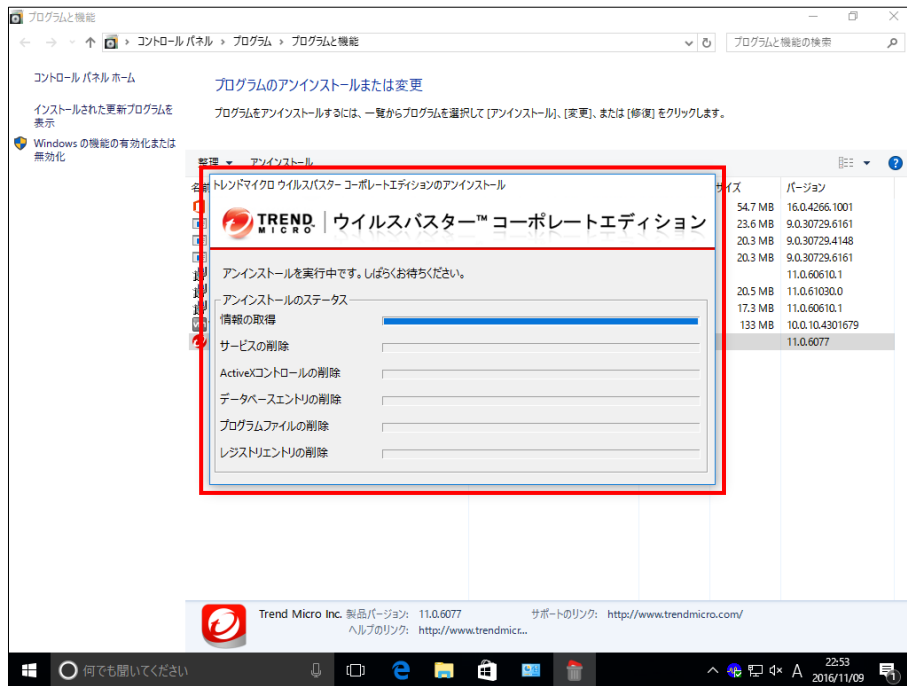 プログラムと機能
コントロール パネル › プログラム › プログラムと機能
プログラムと機能の検索
コントロール パネル ホーム
インストールされた更新プログラムを
表示
Windows の機能の有効化または
無効化
プログラムのアンインストールまたは変更
プログラムをアンインストールするには、一覧からプログラムを選択して [アンインストール]、[変更]、または [修復] をクリックします。
整理 アンインストール
サイズ バージョン
54.7 MB 16.0.4266.1001
23.6 MB 9.0.30729.6161
20.3 MB 9.0.30729.4148
20.3 MB 9.0.30729.6161
11.0.60610.1
20.5 MB 11.0.61030.0
17.3 MB 11.0.60610.1
133 MB 10.0.10.4301679
11.0.6077
トレンドマイクロ ウイルスバスター コーポレートエディションのアンインストール
TREND MICRO ウイルスバスター™ コーポレートエディション
アンインストールを実行中です。しばらくお待ちください。
アンインストールのステータス
情報の取得
サービスの削除
ActiveXコントロールの削除
データベースエントリの削除
プログラムファイルの削除
レジストリエントリの削除
Trend Micro Inc. 製品バージョン: 11.0.6077 サポートのリンク: http://www.trendmicro.com/
ヘルプのリンク: http://www.trendmicr...
何でも聞いてください
A 22:53
2016/11/09
1